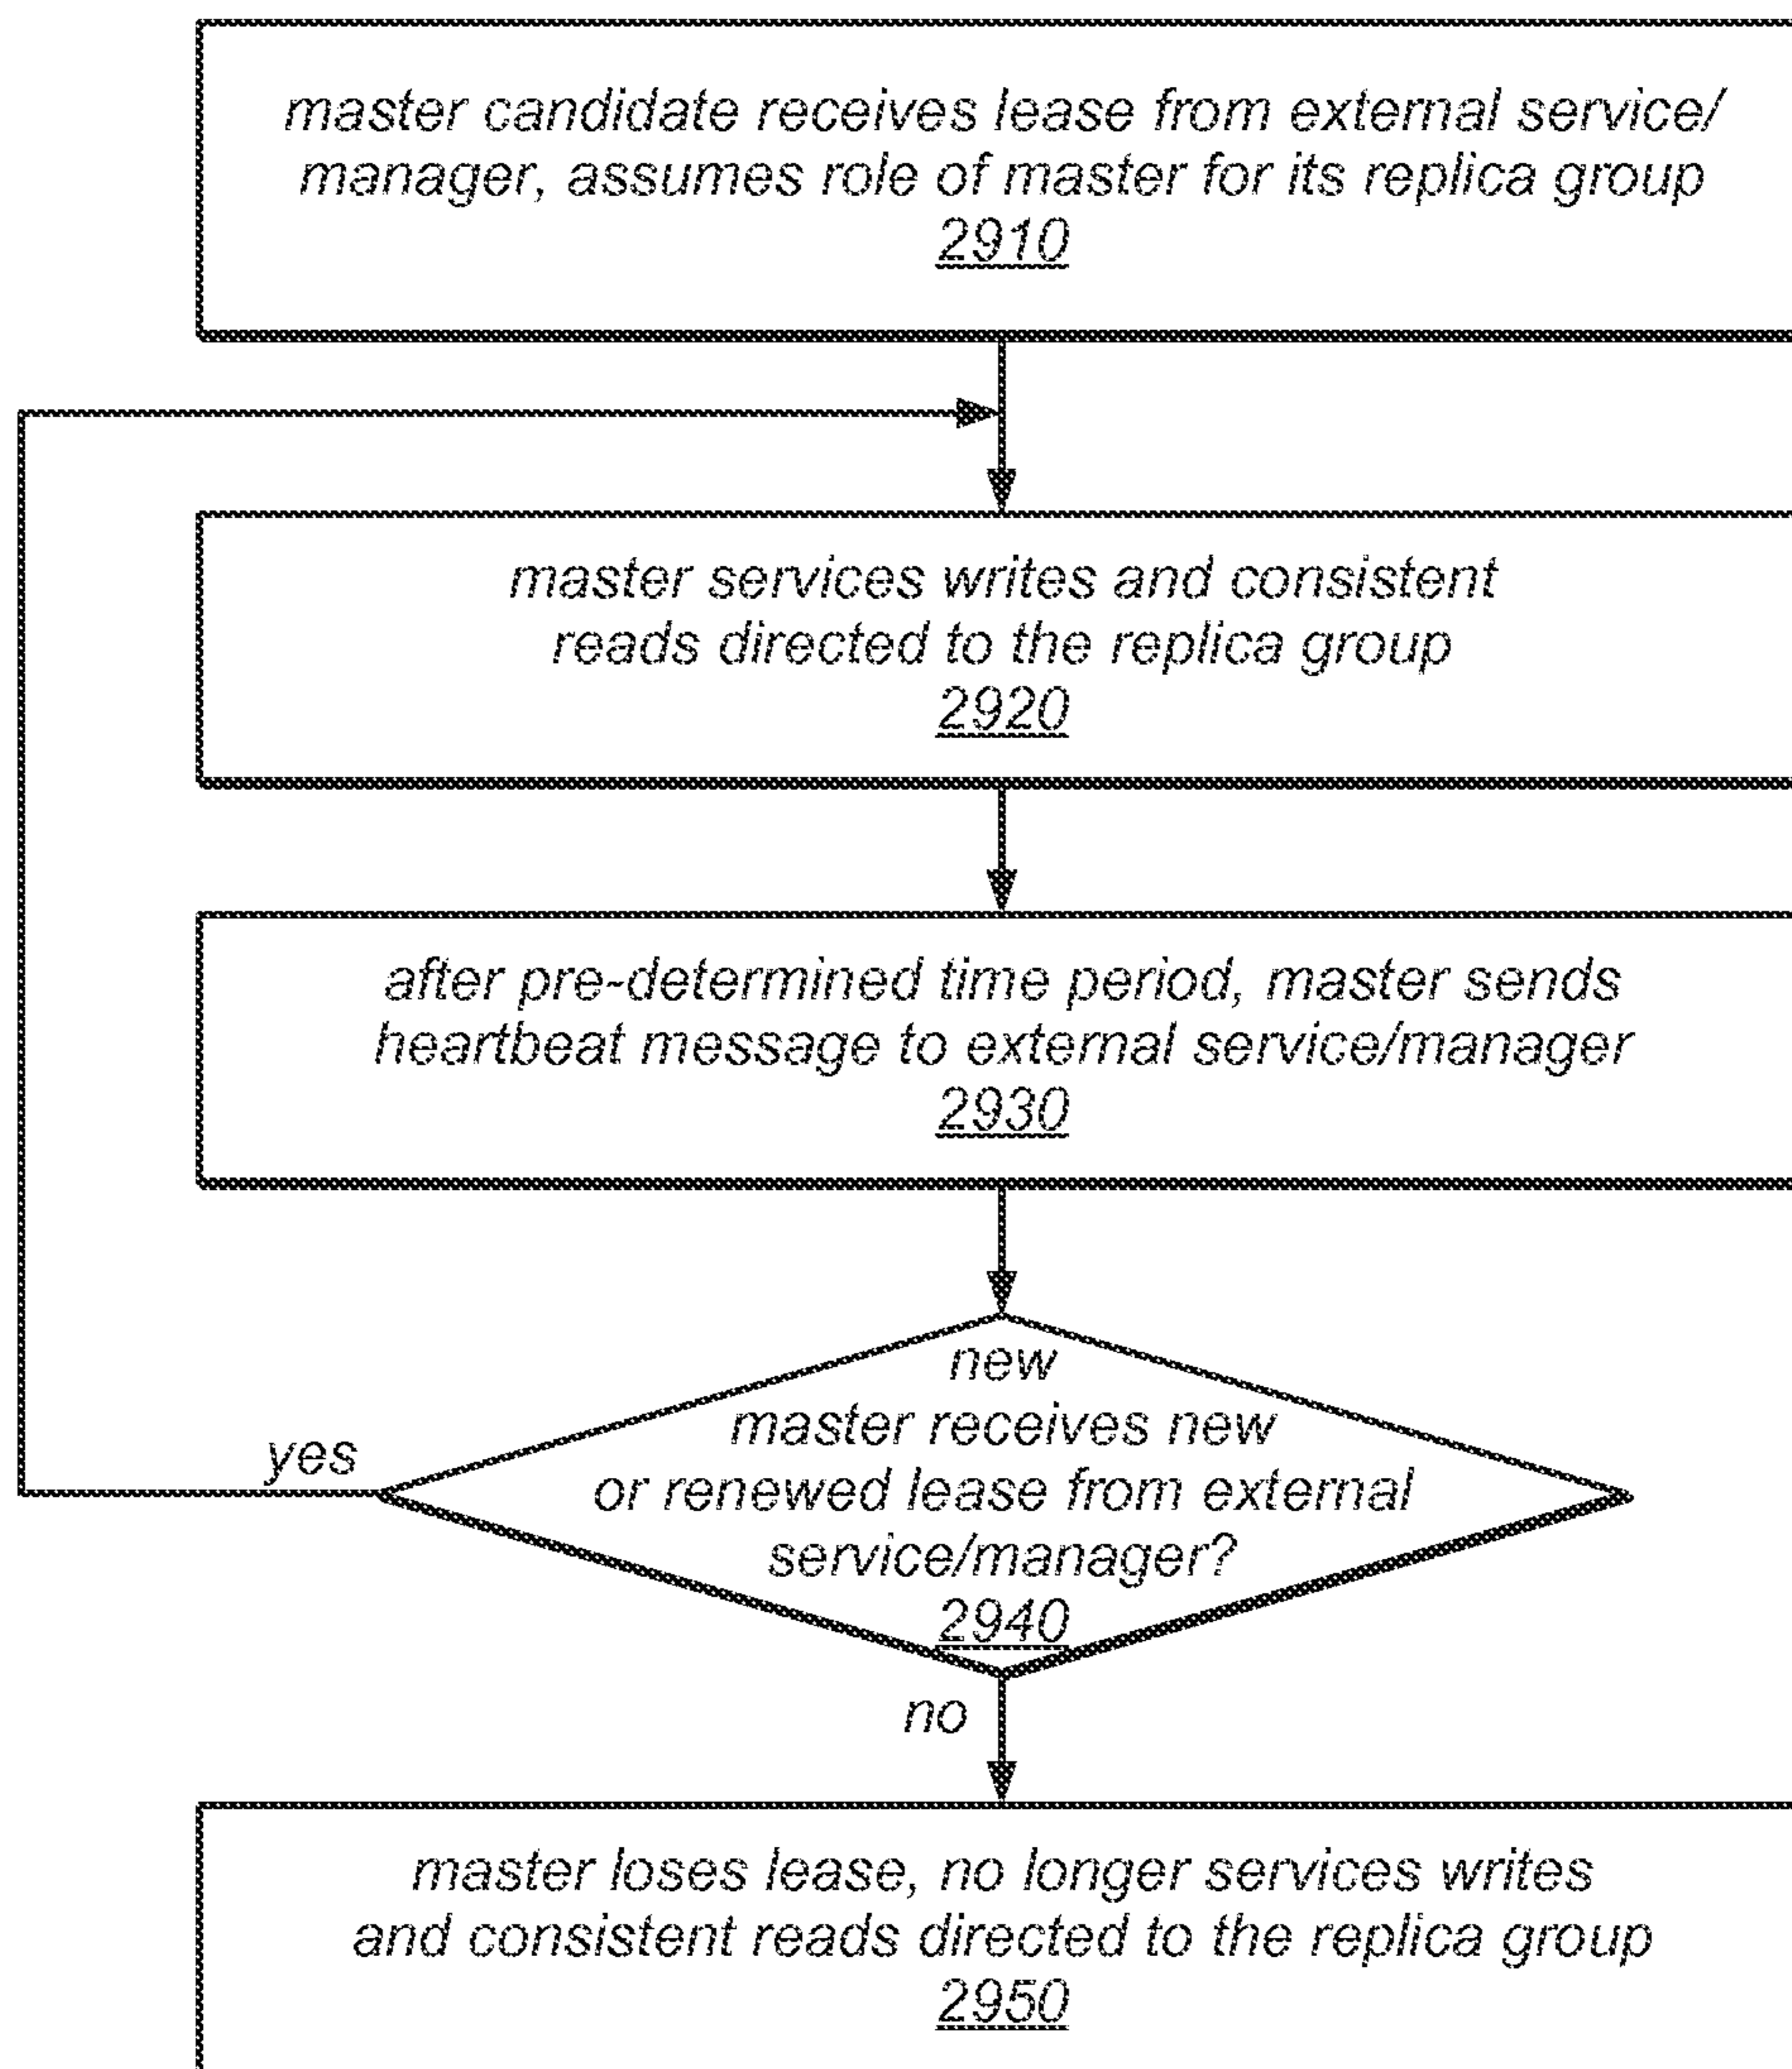 master candidate receives lease from external service/
manager, assumes role of master for its replica group
2910
master services writes and consistent
reads directed to the replica group
2920
after pre-determined time period, master sends
heartbeat message to external service/manager
2930
new
master receives new
or renewed lease from external
service/manager?
2940
yes
no
master loses lease, no longer services writes
and consistent reads directed to the replica group
2950